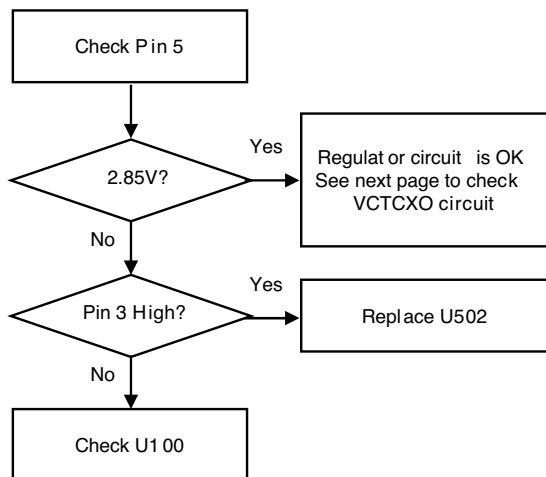 Check Pin 5
2.85V?
Yes
Regulator circuit is OK
See next page to check
VCTCXO circuit
No
Pin 3 High?
Yes
Replace U502
No
Check U100